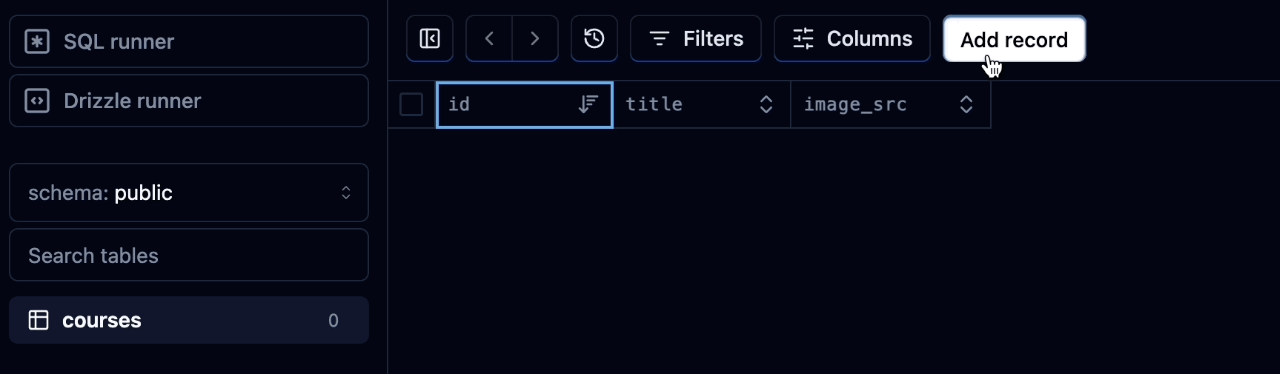 SQL runner
Drizzle runner
schema: public
Search tables
courses 0
Filters Columns Add record
id title image_src